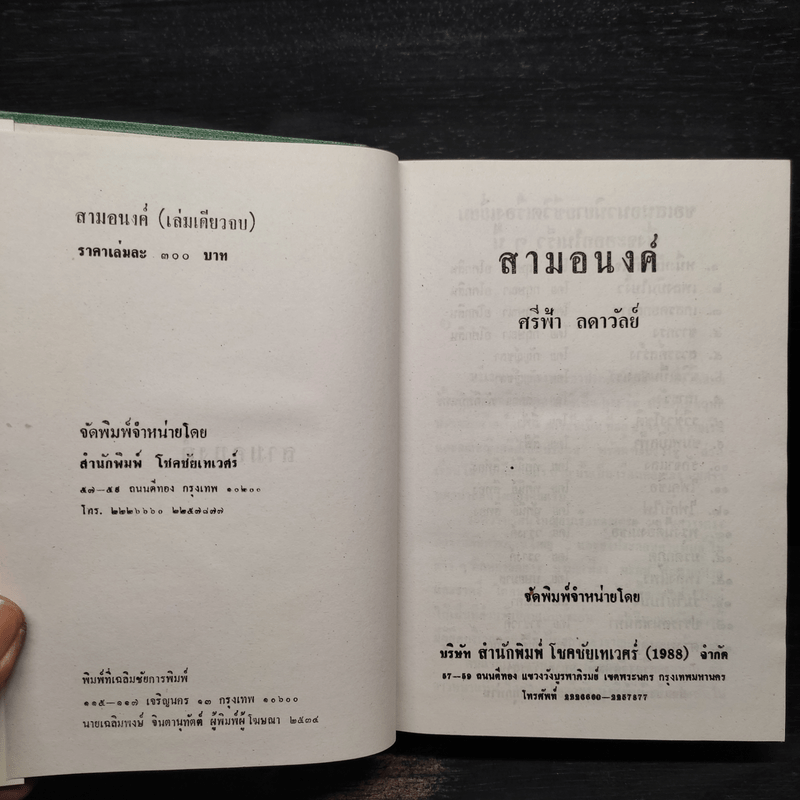 สามอนงค์ (เล่มเดียวจบ)
ราคาเล่มละ ๓๐๐ บาท
จัดพิมพ์จำหน่ายโดย
สำนักพิมพ์ โชคชัยเทเวศร์
๕๗—๕๙ ถนนตีทอง กรุงเทพ ๑๐๒๐๐
โทร. ๒๒๒๖๖๖๐ ๒๒๕๗๘๗๗
พิมพ์ที่เฉลิมชัยการพิมพ์
๑๑๕—๑๑๗ เจริญนคร ๑๓ กรุงเทพ ๑๐๖๐๐
นายเฉลิมพงษ์ จินตานุทัตต์ ผู้พิมพ์ผู้โฆษณา ๒๕๓๔
สามอนงค์
ศรีฟ้า ลดาวัลย์
จัดพิมพ์จำหน่ายโดย
บริษัท สำนักพิมพ์ โชคชัยเทเวศร์ (1988) จำกัด
57—59 ถนนตีทอง แขวงวังบูรพาภิรมย์ เขตพระนคร กรุงเทพมหานคร
โทรศัพท์ 2226660—2257877